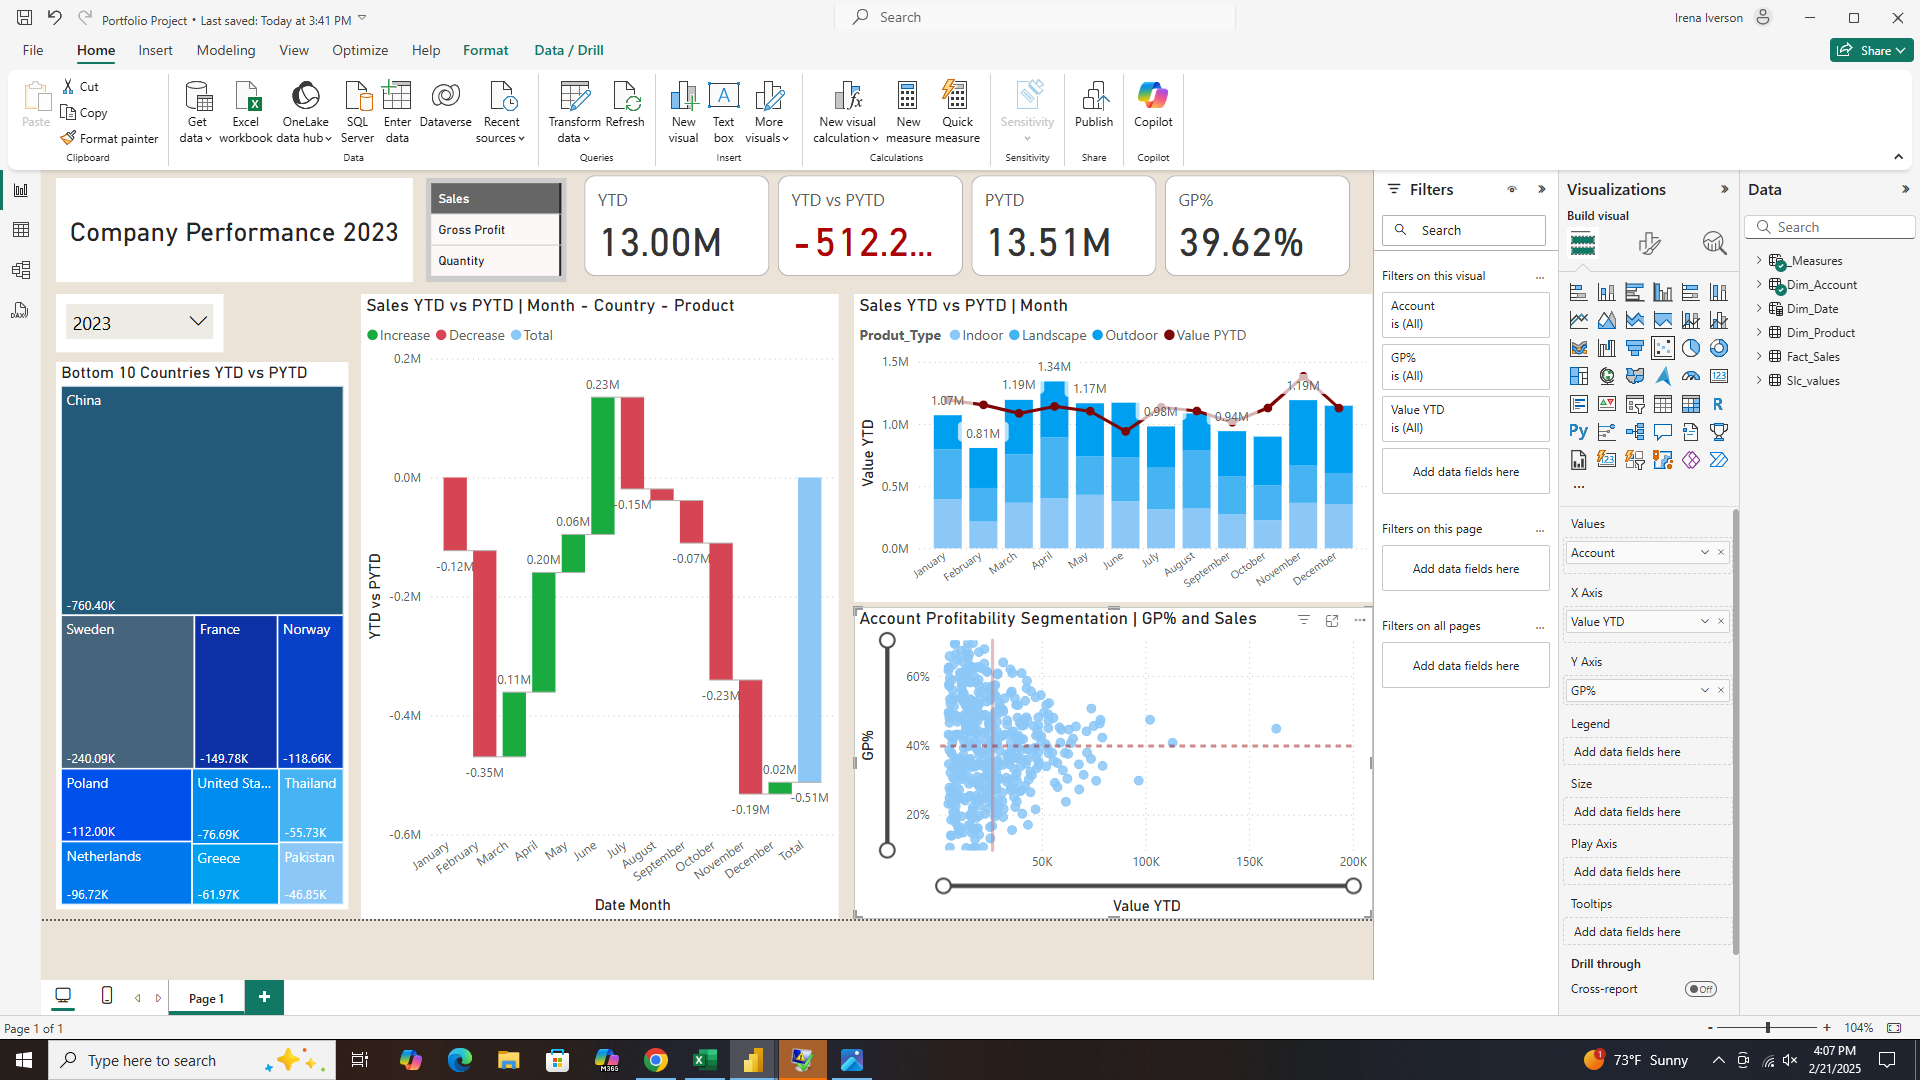 Portfolio Project • Last saved: Today at 3:41 PM
Search
Irena Iverson
File
Home
Insert
Modeling
View
Optimize
Help
Format
Data / Drill
Share
Paste
Cut
Copy
Format painter
Clipboard
Get data
Excel workbook
OneLake data hub
SQL Server
Enter data
Dataverse
Recent sources
Data
Transform data
Refresh
Queries
New visual
Text box
More visuals
Insert
New visual calculation
New measure
Quick measure
Calculations
Sensitivity
Sensitivity
Publish
Share
Copilot
Copilot
Company Performance 2023
Sales
Gross Profit
Quantity
YTD
13.00M
YTD vs PYTD
-512.2...
PYTD
13.51M
GP%
39.62%
2023
Bottom 10 Countries YTD vs PYTD
China
-760.40K
Sweden
-240.09K
France
-149.78K
Norway
-118.66K
Poland
-112.00K
United Sta...
-76.69K
Thailand
-55.73K
Netherlands
-96.72K
Greece
-61.97K
Pakistan
-46.85K
Sales YTD vs PYTD | Month - Country - Product
Increase
Decrease
Total
YTD vs PYTD
0.2M
0.0M
-0.2M
-0.4M
-0.6M
-0.12M
-0.35M
0.11M
0.20M
0.06M
0.23M
-0.15M
-0.07M
-0.23M
-0.19M
0.02M
-0.51M
January
February
March
April
May
June
July
August
September
October
November
December
Total
Date Month
Sales YTD vs PYTD | Month
Produt_Type
Indoor
Landscape
Outdoor
Value PYTD
Value YTD
1.5M
1.0M
0.5M
0.0M
1.07M
0.81M
1.19M
1.34M
1.17M
0.98M
0.94M
1.19M
January
February
March
April
May
June
July
August
September
October
November
December
Account Profitability Segmentation | GP% and Sales
GP%
60%
40%
20%
50K
100K
150K
200K
Value YTD
Filters
Search
Filters on this visual
...
Account
is (All)
GP%
is (All)
Value YTD
is (All)
Add data fields here
Filters on this page
...
Add data fields here
Filters on all pages
...
Add data fields here
Visualizations
Build visual
123
R
Py
123
...
Values
Account
X Axis
Value YTD
Y Axis
GP%
Legend
Add data fields here
Size
Add data fields here
Play Axis
Add data fields here
Tooltips
Add data fields here
Drill through
Cross-report
Off
Data
Search
_Measures
Dim_Account
Dim_Date
Dim_Product
Fact_Sales
Slc_values
Page 1
+
Page 1 of 1
-
+
104%
Type here to search
M365
1
73°F Sunny
4:07 PM
2/21/2025